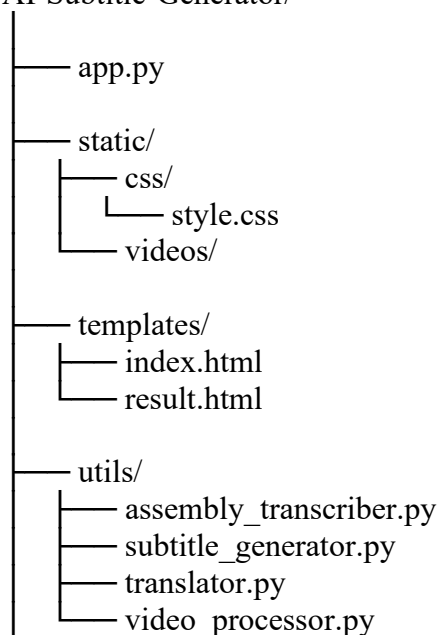 AI-Subtitle-Generator/
app.py
static/
css/
style.css
videos/
templates/
index.html
result.html
utils/
assembly_transcriber.py
subtitle_generator.py
translator.py
video_processor.py